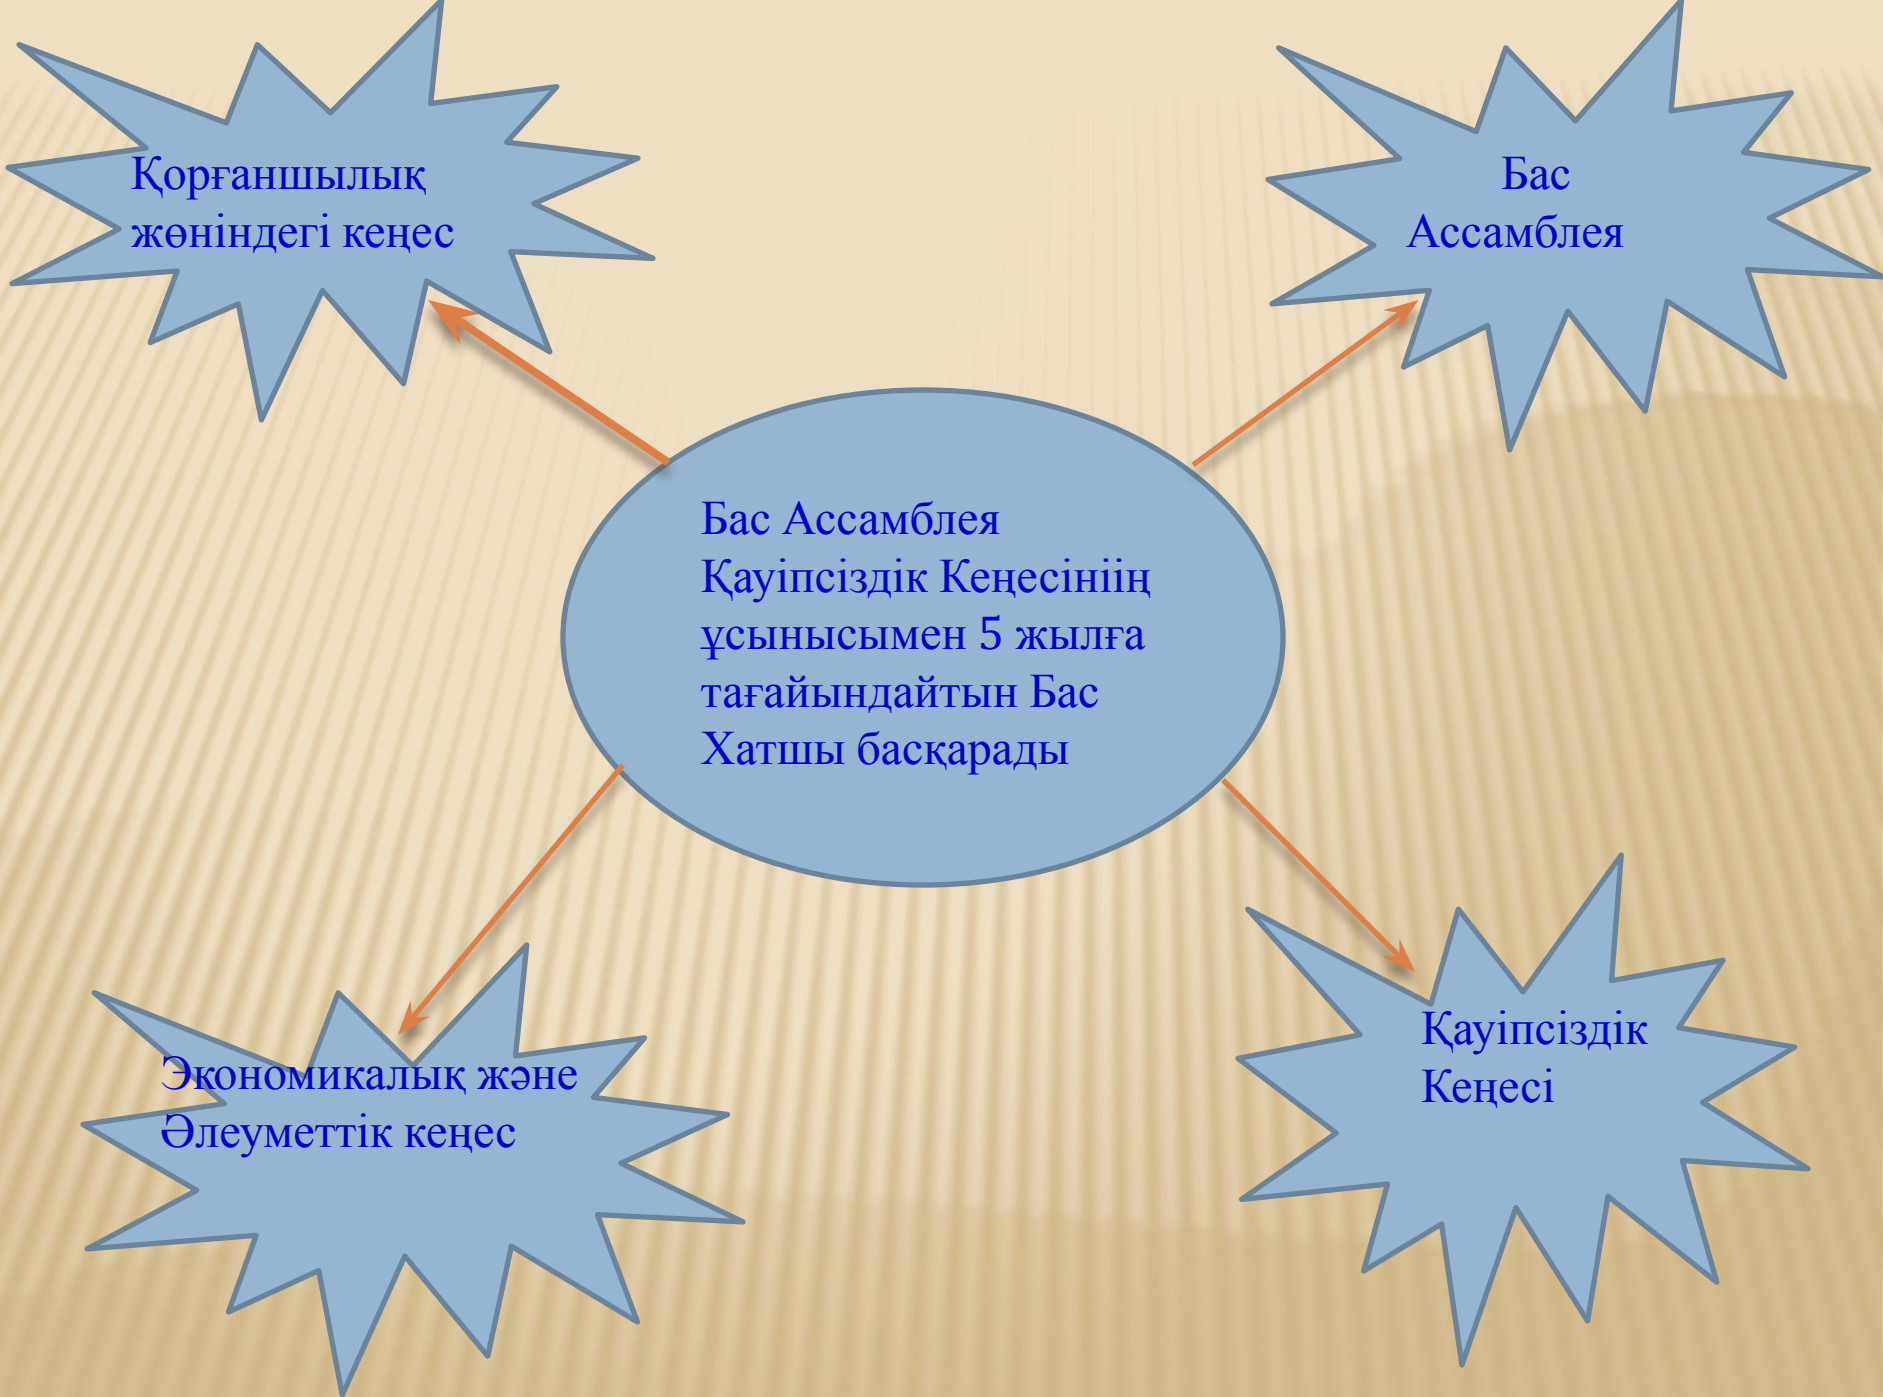 Қорғаншылық
жөніндегі кеңес
Бас
Ассамблея
Бас Ассамблея
Қауіпсіздік Кеңесініің
ұсынысымен 5 жылға
тағайындайтын Бас
Хатшы басқарады
Экономикалық және
Әлеуметтік кеңес
Қауіпсіздік
Кеңесі